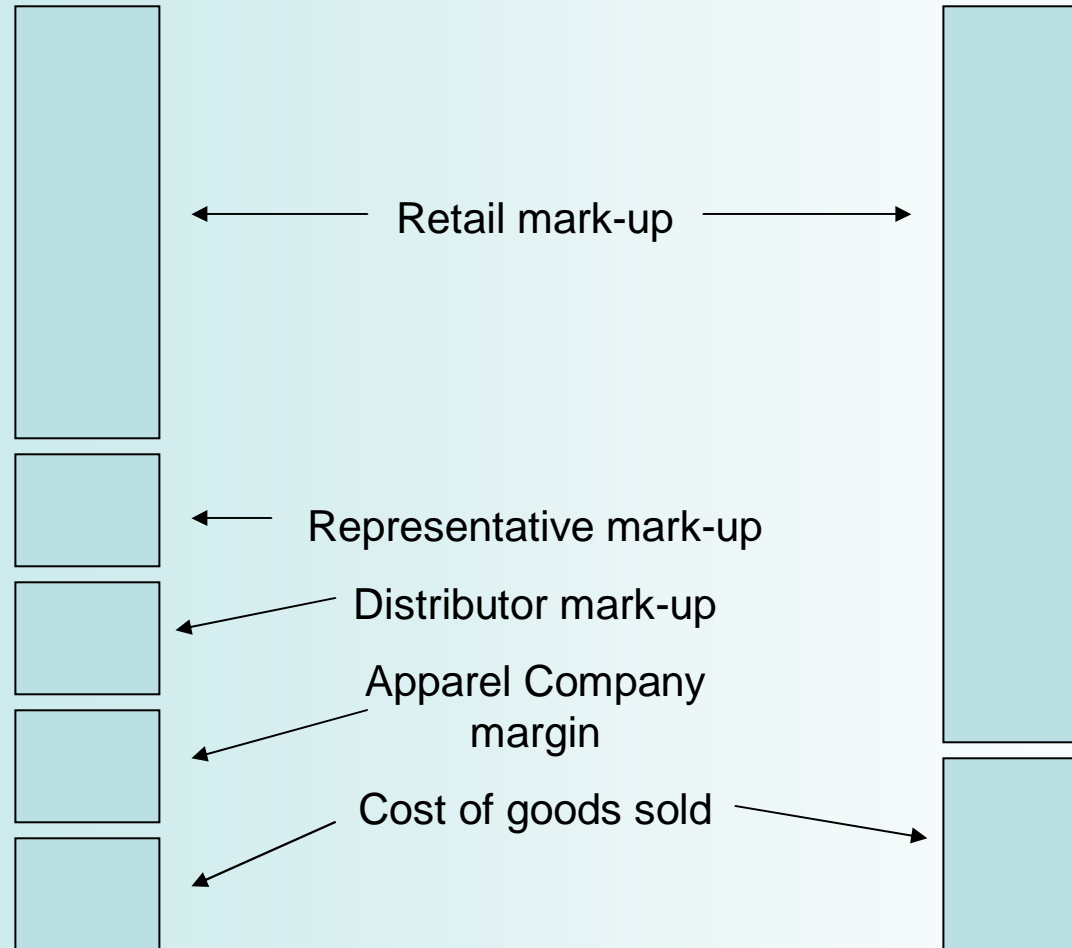 Retail mark-up
Representative mark-up
Distributor mark-up
Apparel Company
margin
Cost of goods sold